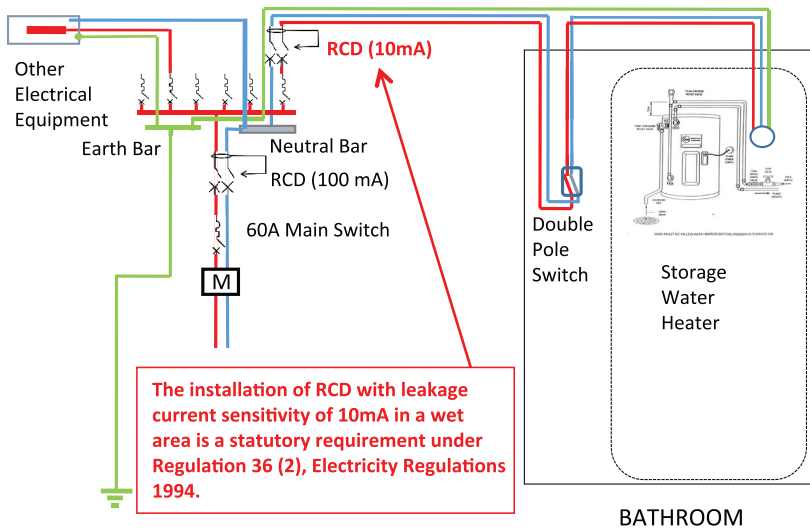 RCD (10mA)
Other
Electrical
Equipment
Earth Bar
Neutral Bar
RCD (100 mA)
60A Main Switch
M
Double
Pole
Switch
Storage
Water
Heater
The installation of RCD with leakage
current sensitivity of 10mA in a wet
area is a statutory requirement under
Regulation 36 (2), Electricity Regulations
1994.
BATHROOM